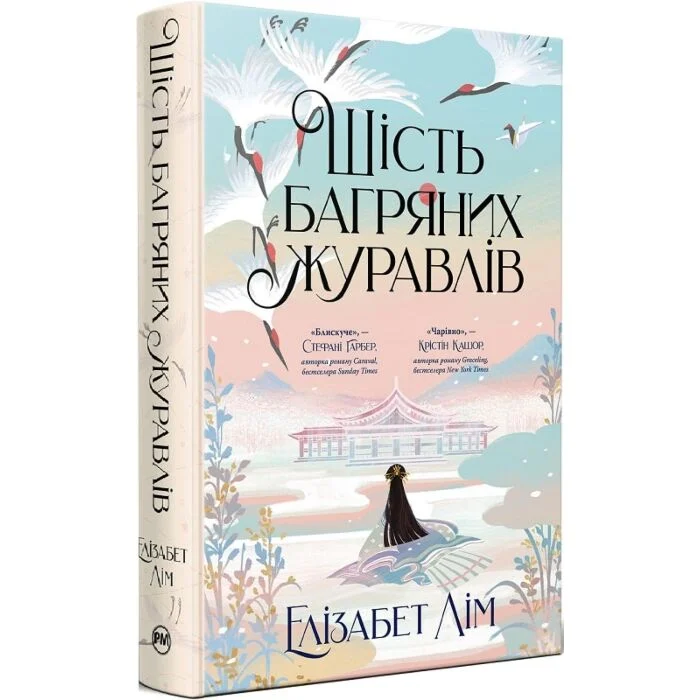 Шість
багряних
журавлів
«Блискуче», —
Стефані Ґарбер,
авторка роману Caraval,
бестселера Sunday Times
«Чарівно», —
Крістін Кашор,
авторка роману Graceling,
бестселера New York Times
Елізабет Лім
Шість багряних журавлів
Елізабет
Лім
РМ